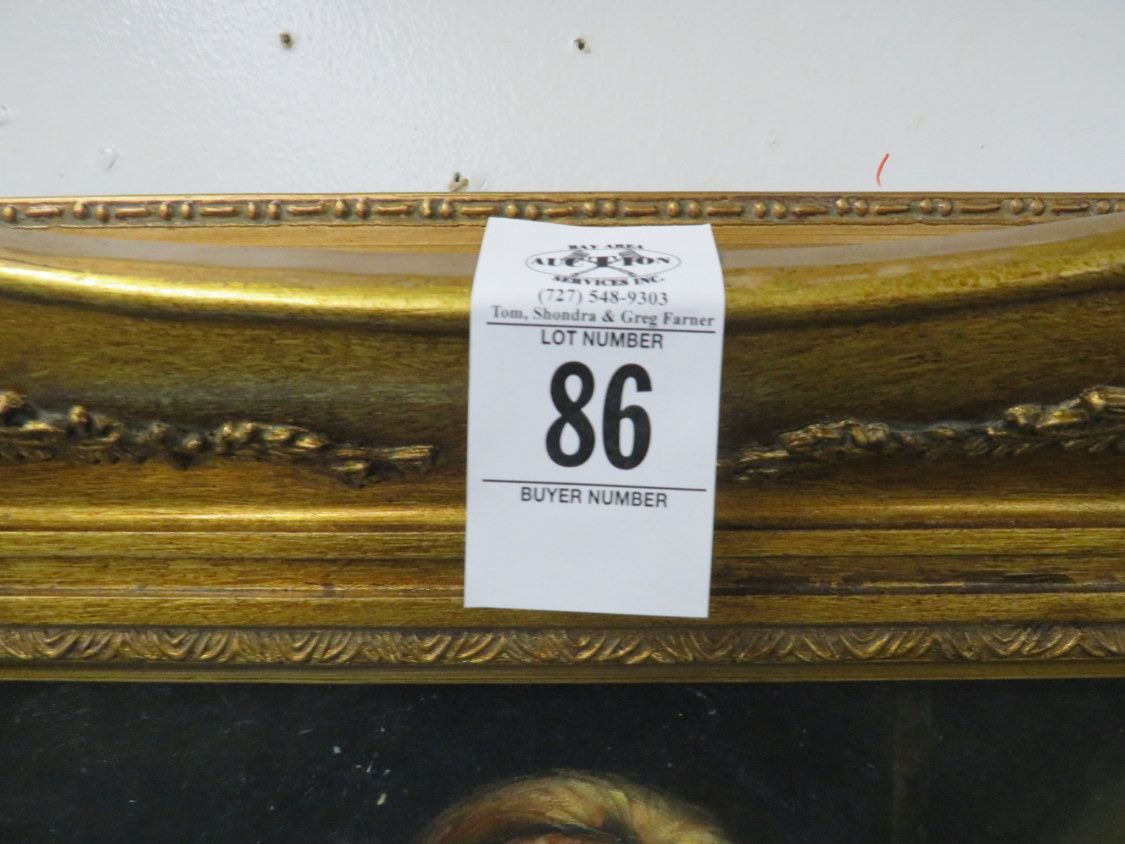 BAY AREA
AUCTION
SERVICES INC.
(727) 548-9303
Tom, Shondra & Greg Farner
LOT NUMBER
86
BUYER NUMBER